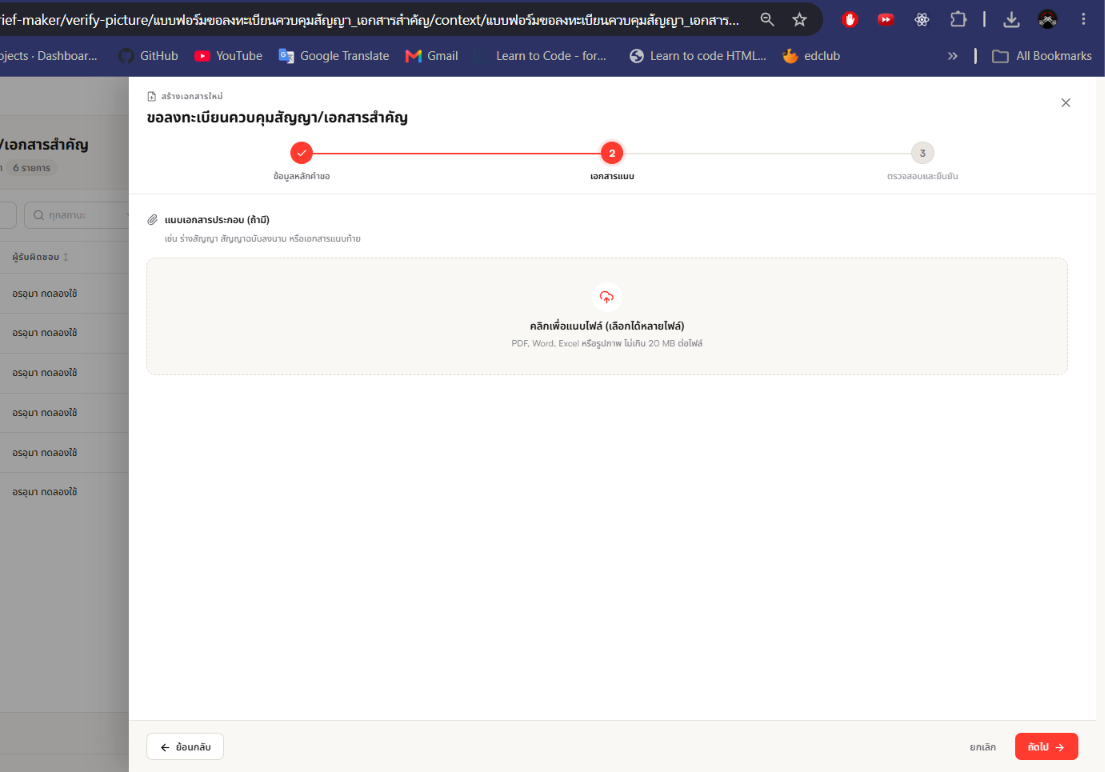 rief-maker/verify-picture/แบบฟอร์มขอลงทะเบียนควบคุมสัญญา_เอกสารสำคัญ/context/แบบฟอร์มขอลงทะเบียนควบคุมสัญญา_เอกสาร...
ojects · Dashboar...
GitHub
YouTube
Google Translate
Gmail
Learn to Code - for...
Learn to code HTML...
edclub
All Bookmarks
สร้างเอกสารใหม่
ขอลงทะเบียนควบคุมสัญญา/เอกสารสำคัญ
/เอกสารสำคัญ
6 รายการ
2
3
ข้อมูลหลักคำขอ
เอกสารแนบ
ตรวจสอบและยืนยัน
ทุกสถานะ
แนบเอกสารประกอบ (ถ้ามี)
เช่น ร่างสัญญา สัญญาฉบับลงนาม หรือเอกสารแนบท้าย
ผู้รับผิดชอบ
อรอุมา ทดลองใช้
อรอุมา ทดลองใช้
อรอุมา ทดลองใช้
อรอุมา ทดลองใช้
อรอุมา ทดลองใช้
อรอุมา ทดลองใช้
คลิกเพื่อแนบไฟล์ (เลือกได้หลายไฟล์)
PDF, Word, Excel หรือรูปภาพ ไม่เกิน 20 MB ต่อไฟล์
ย้อนกลับ
ยกเลิก
ถัดไป